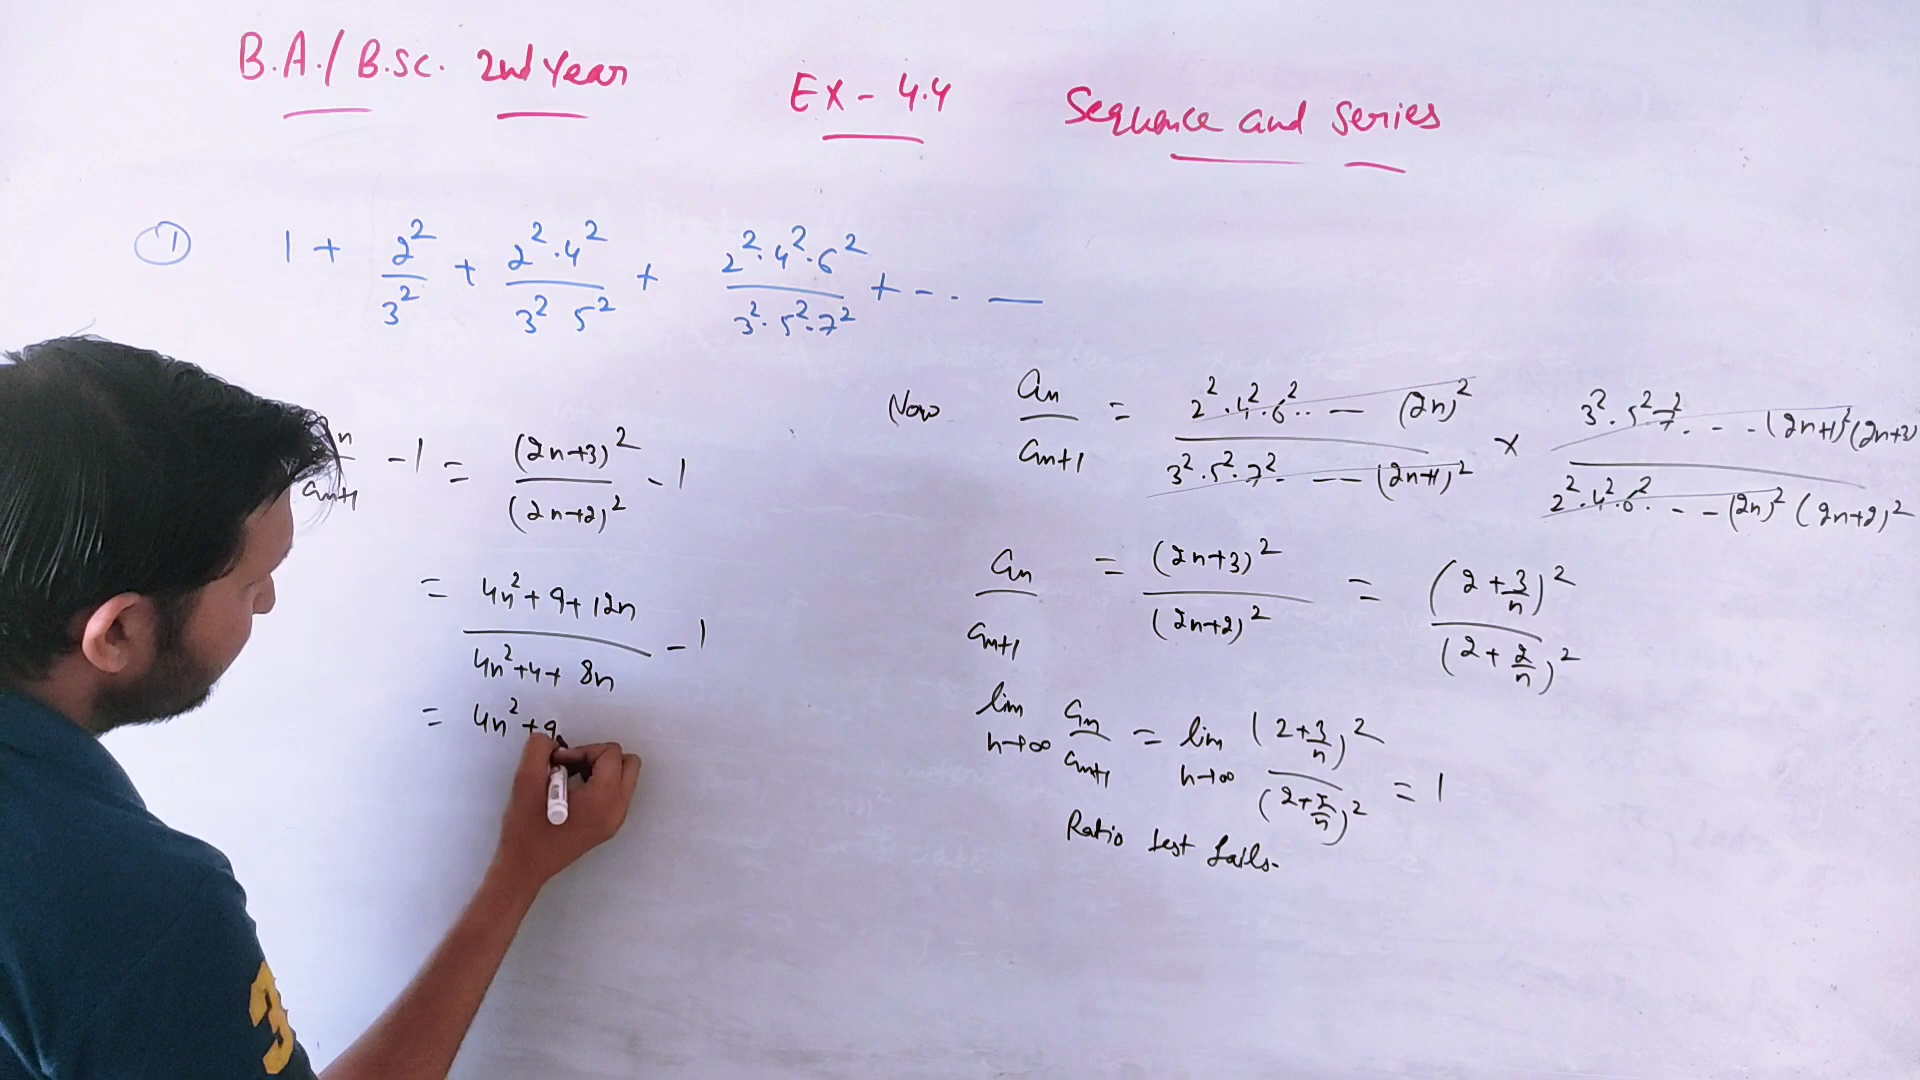 B.A./B.sc. 2nd Year
Ex - 4.4
Sequence and series
① 1 + 2²/3² + 2²·4²/3² 5² + 2²·4²·6²/3²·5²·7² + -- . —
n/an+1 - 1 = (2n+3)²/(2n+2)² - 1
= 4n²+9+12n/4n²+4+8n - 1
= 4n²+9
Now an/an+1 = 2²·4²·6²·· -- (2n)²/3²·5²·7²· --- (2n+1)² × 3²·5²·7²· -- -(2n+1)²(2n+3)/2²·4²·6²· -- (2n)²(2n+2)²
an/an+1 = (2n+3)²/(2n+2)² = (2+3/n)²/(2+2/n)²
lim n→∞ an/an+1 = lim n→∞ (2+3/n)²/(2+2/n)² = 1
Ratio test fails.
3